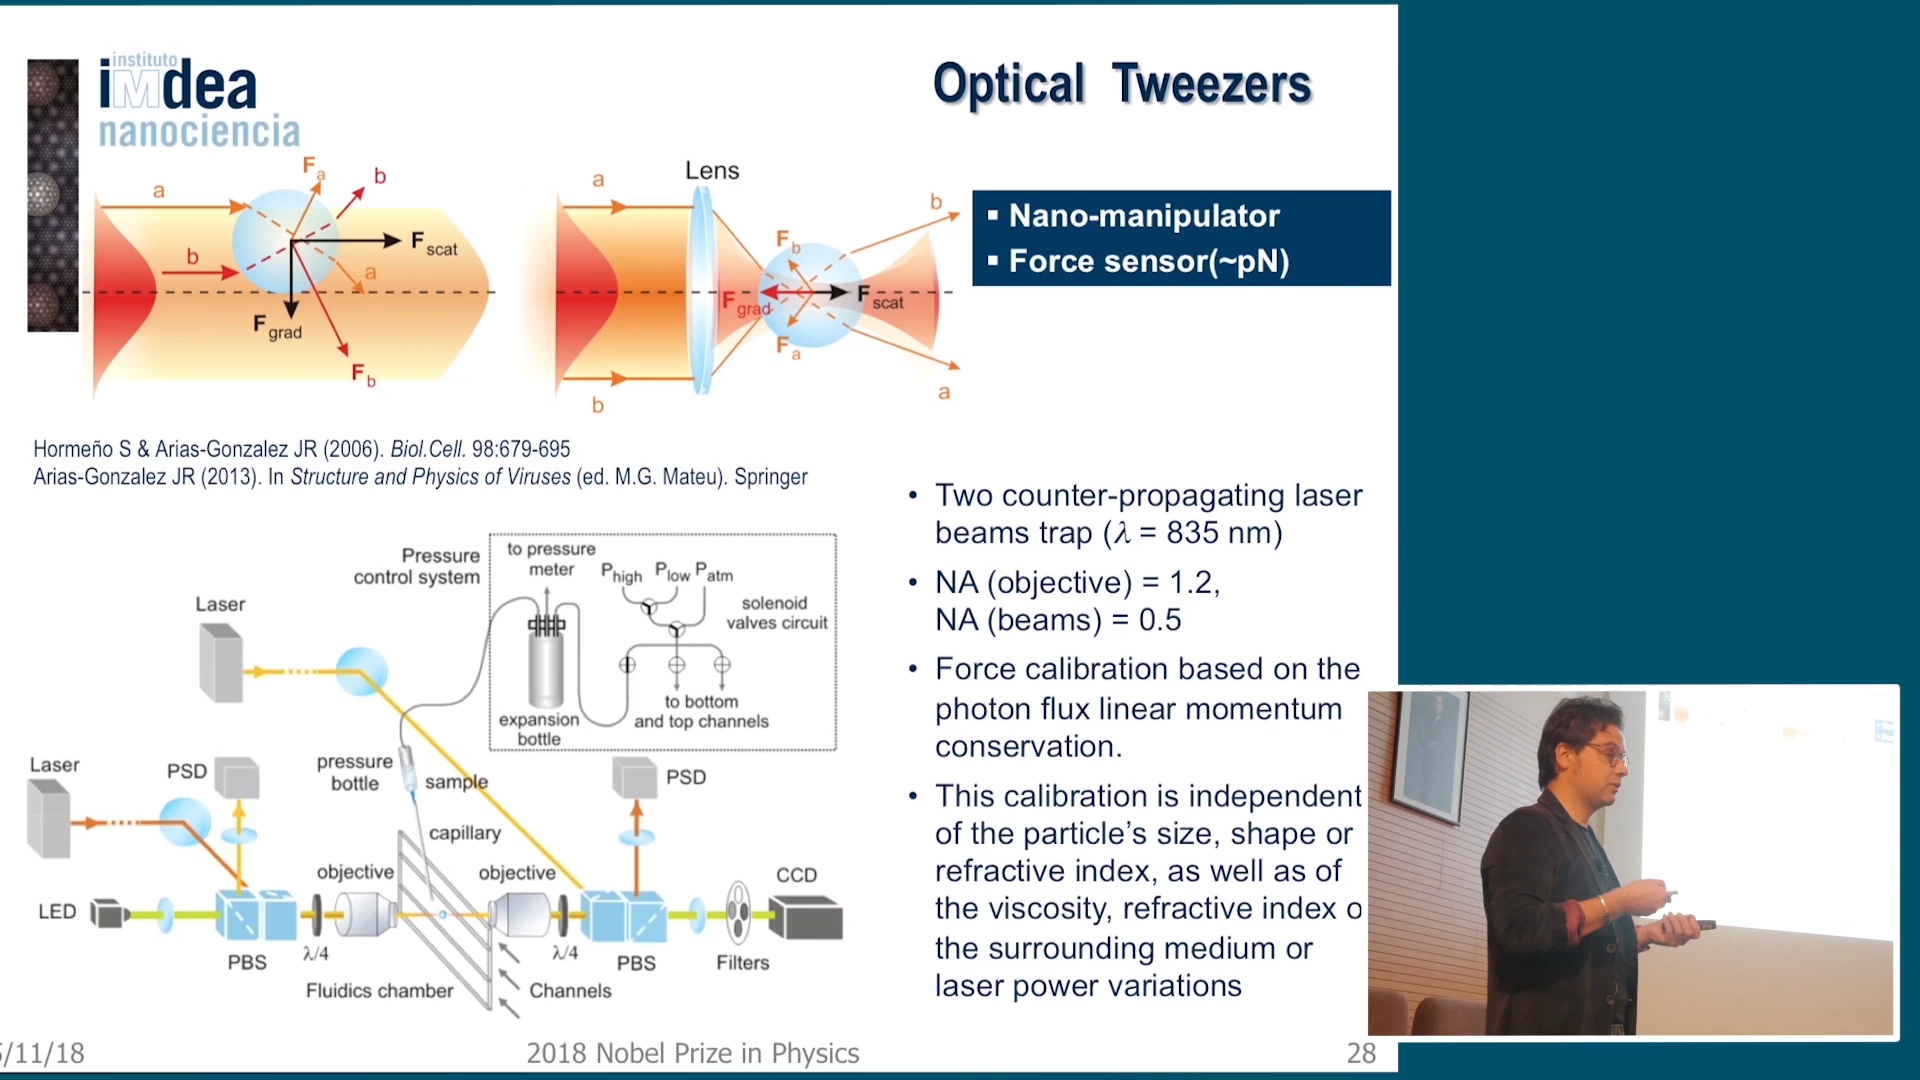 instituto
iMdea
nanociencia
Optical Tweezers
F a
b
a
F scat
b
a
F grad
F b
Lens
a
b
F b
F grad
F scat
F a
b
a
▪ Nano-manipulator
▪ Force sensor(~pN)
Hormeño S & Arias-Gonzalez JR (2006). Biol.Cell. 98:679-695
Arias-Gonzalez JR (2013). In Structure and Physics of Viruses (ed. M.G. Mateu). Springer
Pressure
control system
to pressure
meter
Phigh Plow Patm
solenoid
valves circuit
expansion
bottle
to bottom
and top channels
Laser
Laser
PSD
pressure
bottle
sample
PSD
capillary
objective
objective
CCD
LED
PBS
λ/4
λ/4
PBS
Filters
Fluidics chamber
Channels
• Two counter-propagating laser
beams trap (λ = 835 nm)
• NA (objective) = 1.2,
NA (beams) = 0.5
• Force calibration based on the
photon flux linear momentum
conservation.
• This calibration is independent
of the particle’s size, shape or
refractive index, as well as of
the viscosity, refractive index o
the surrounding medium or
laser power variations
/11/18
2018 Nobel Prize in Physics
28